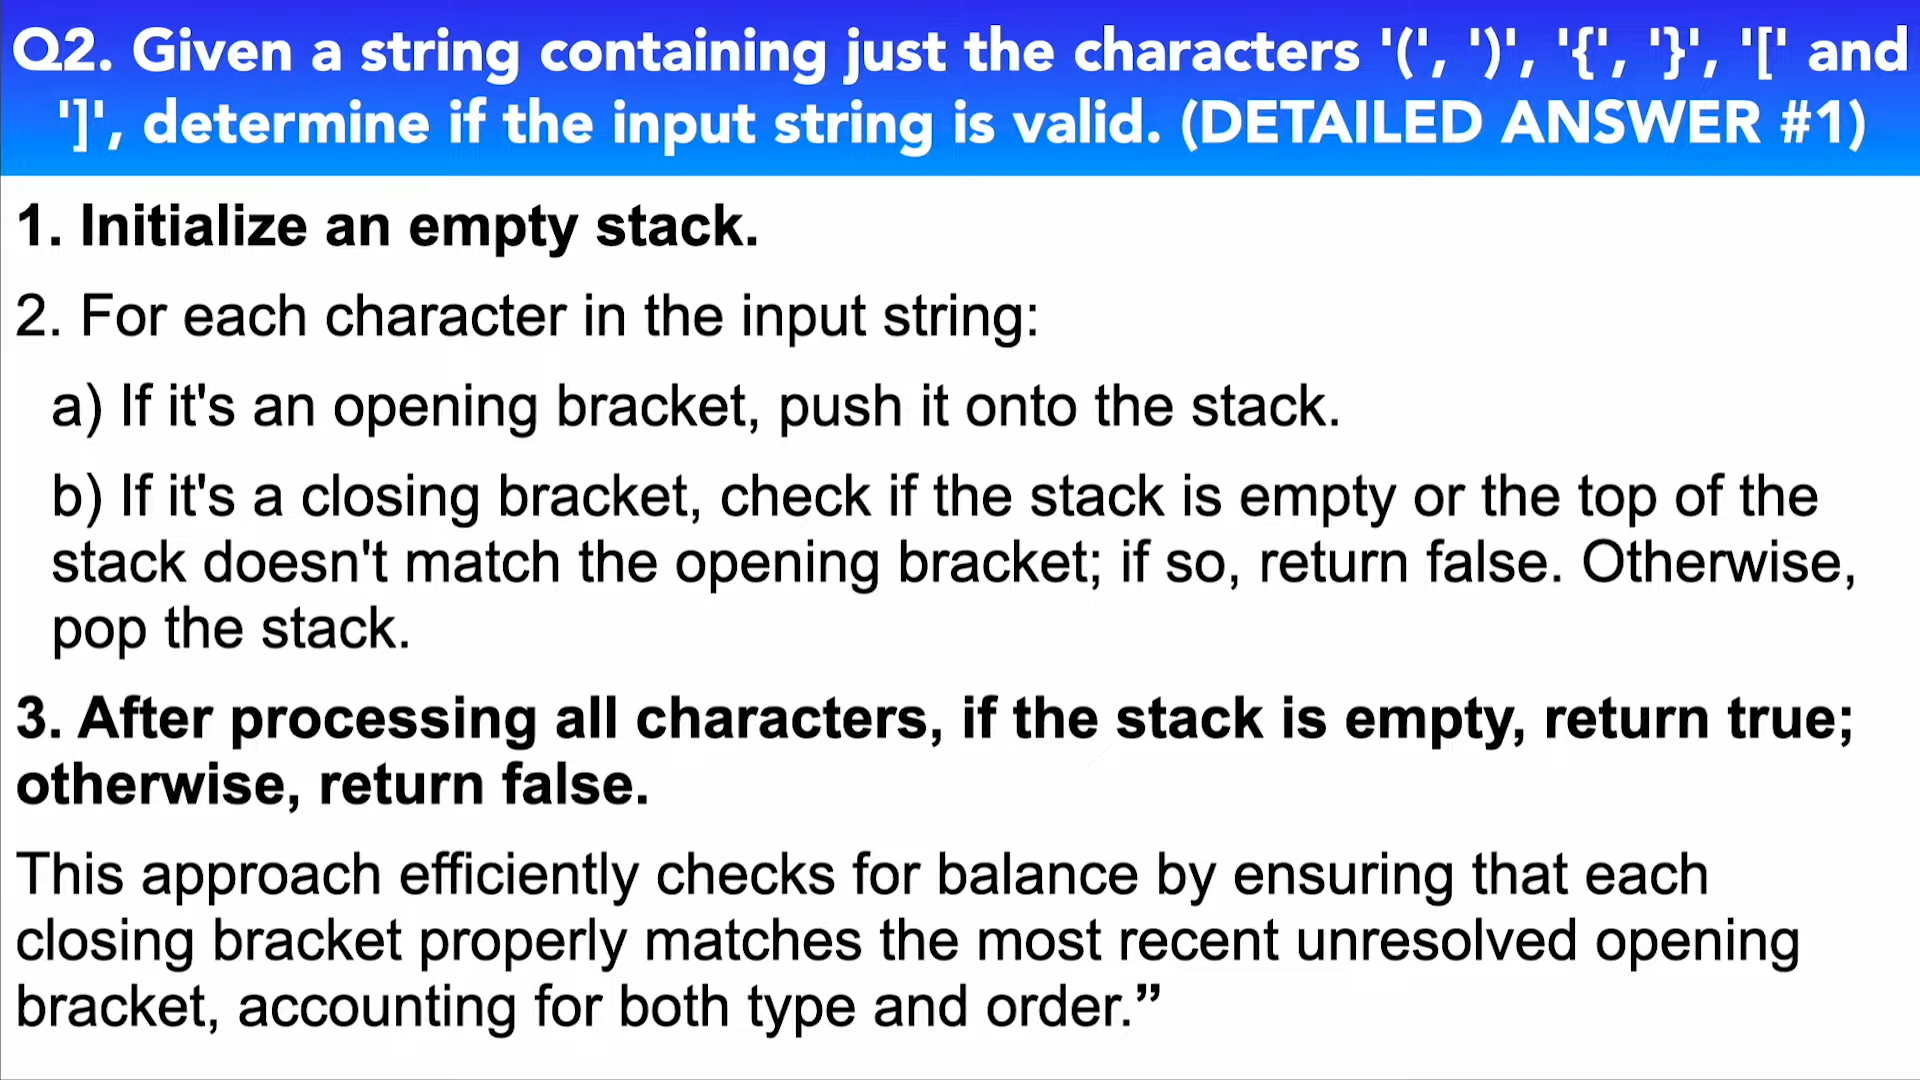 Q2. Given a string containing just the characters '(', ')', '{', '}', '[' and
']', determine if the input string is valid. (DETAILED ANSWER #1)
1. Initialize an empty stack.
2. For each character in the input string:
a) If it's an opening bracket, push it onto the stack.
b) If it's a closing bracket, check if the stack is empty or the top of the
stack doesn't match the opening bracket; if so, return false. Otherwise,
pop the stack.
3. After processing all characters, if the stack is empty, return true;
otherwise, return false.
This approach efficiently checks for balance by ensuring that each
closing bracket properly matches the most recent unresolved opening
bracket, accounting for both type and order.”